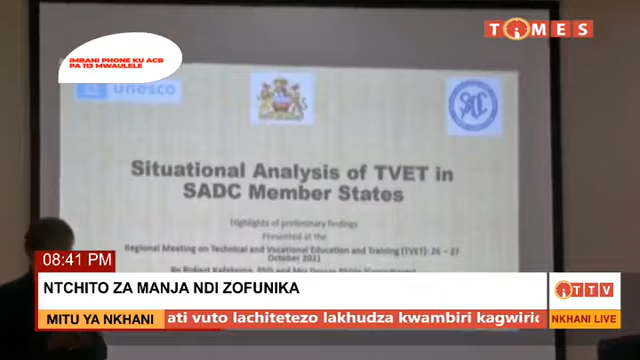 IMBANI PHONE KU ACB
PA 113 MWAULELE
TIMES
unesco
Situational Analysis of TVET in
SADC Member States
Highlights of preliminary findings
Presented at the
Regional Meeting on Technical and Vocational Education and Training (TVET): 26 - 27
October 2021
08:41 PM
NTCHITO ZA MANJA NDI ZOFUNIKA
TTV
MITU YA NKHANI
ati vuto lachitetezo lakhudza kwambiri kagwiri
NKHANI LIVE